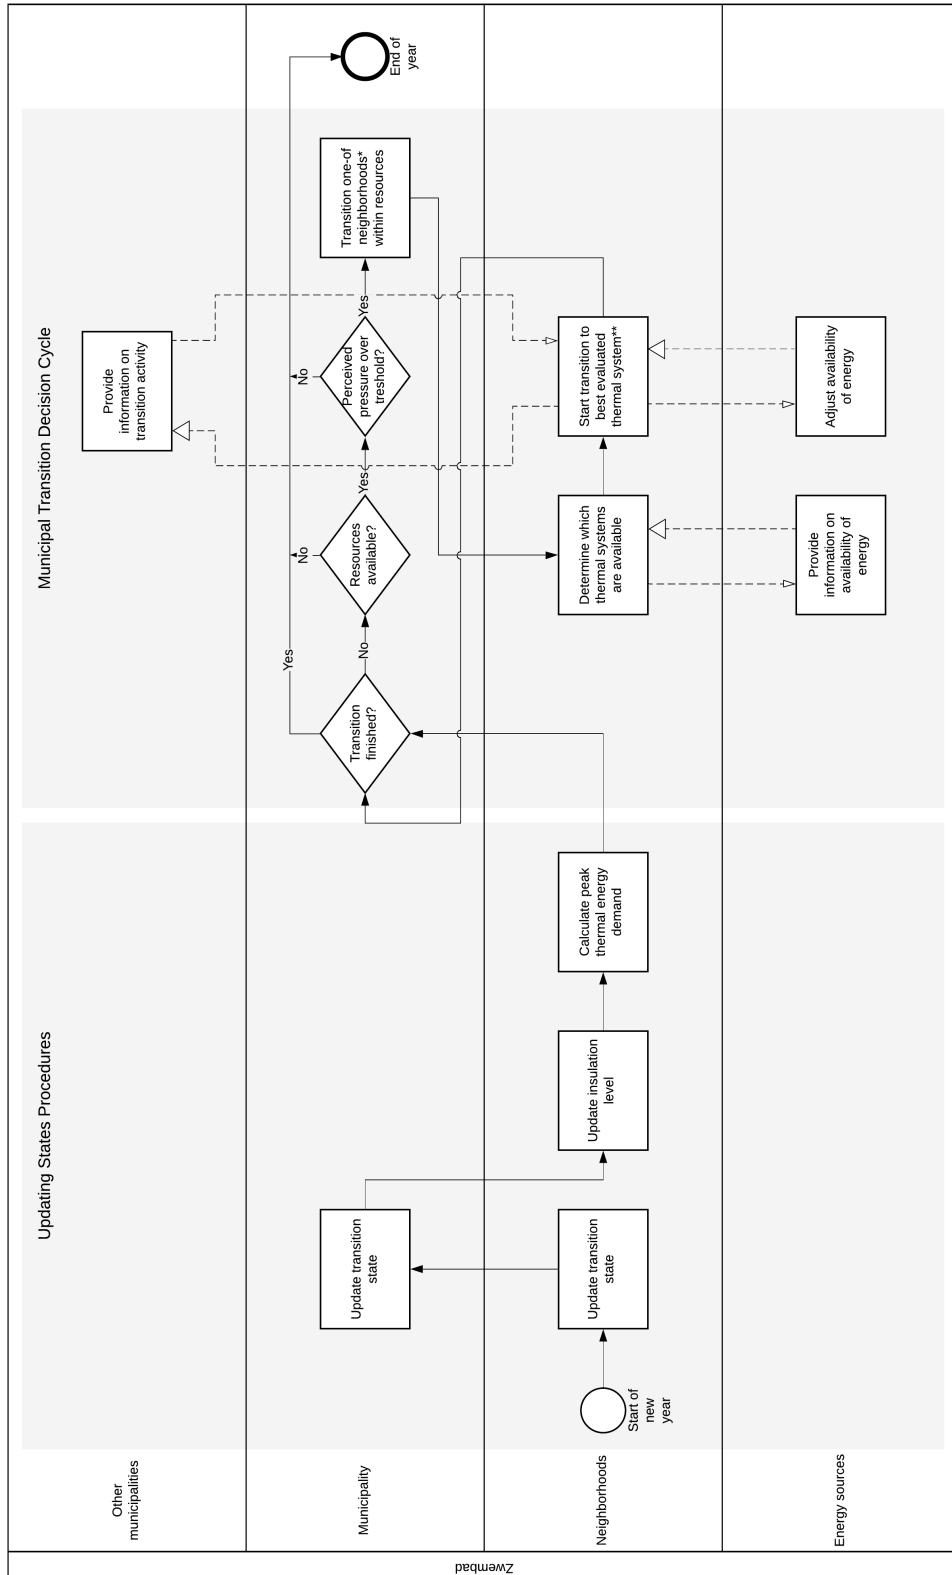 Zwembad
Updating States Procedures
Municipal Transition Decision Cycle
Other
municipalities
Provide
information on
transition activity
Municipality
Update transition
state
Transition
finished?
Yes
No
Resources
available?
No
Yes
Perceived
pressure over
treshold?
No
Yes
Transition one-of
neighborhoods*
within resources
End of
year
Neighborhoods
Start of
new
year
Update transition
state
Update insulation
level
Calculate peak
thermal energy
demand
Determine which
thermal systems
are available
Start transition to
best evaluated
thermal system**
Energy sources
Provide
information on
availability of
energy
Adjust availability
of energy